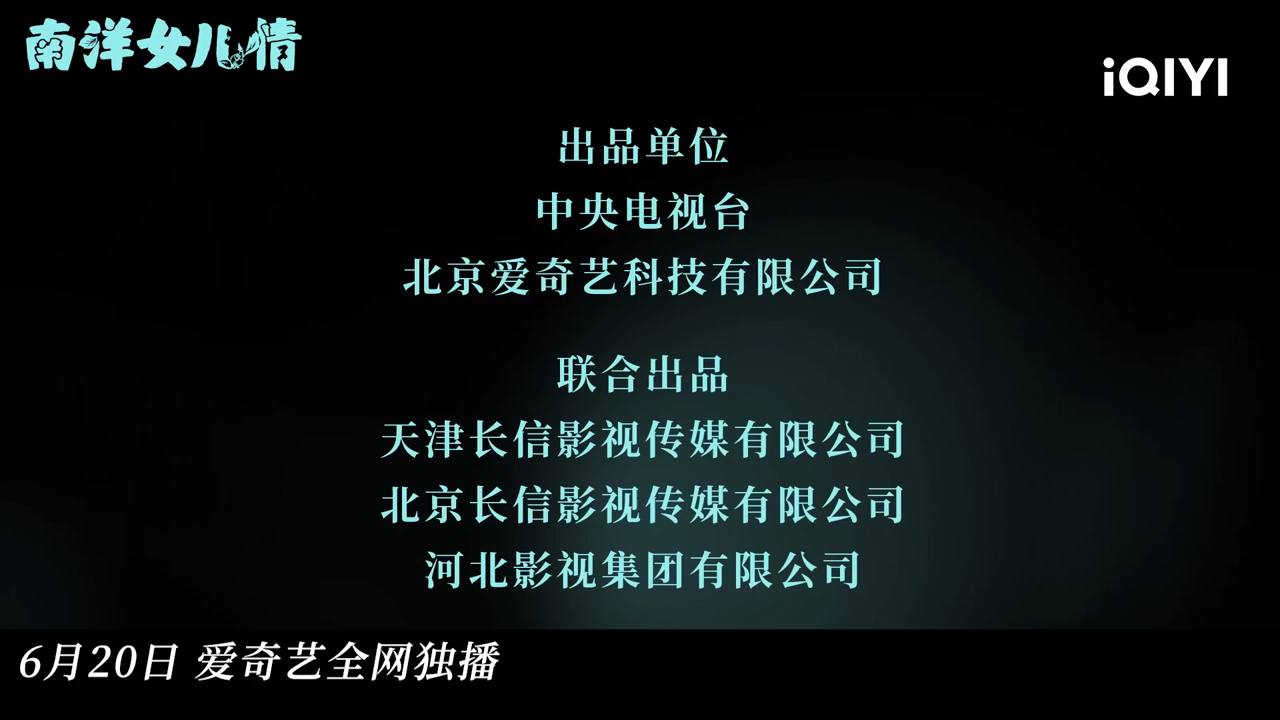 南洋女儿情
iQIYI
出品单位
中央电视台
北京爱奇艺科技有限公司
联合出品
天津长信影视传媒有限公司
北京长信影视传媒有限公司
河北影视集团有限公司
6月20日 爱奇艺全网独播